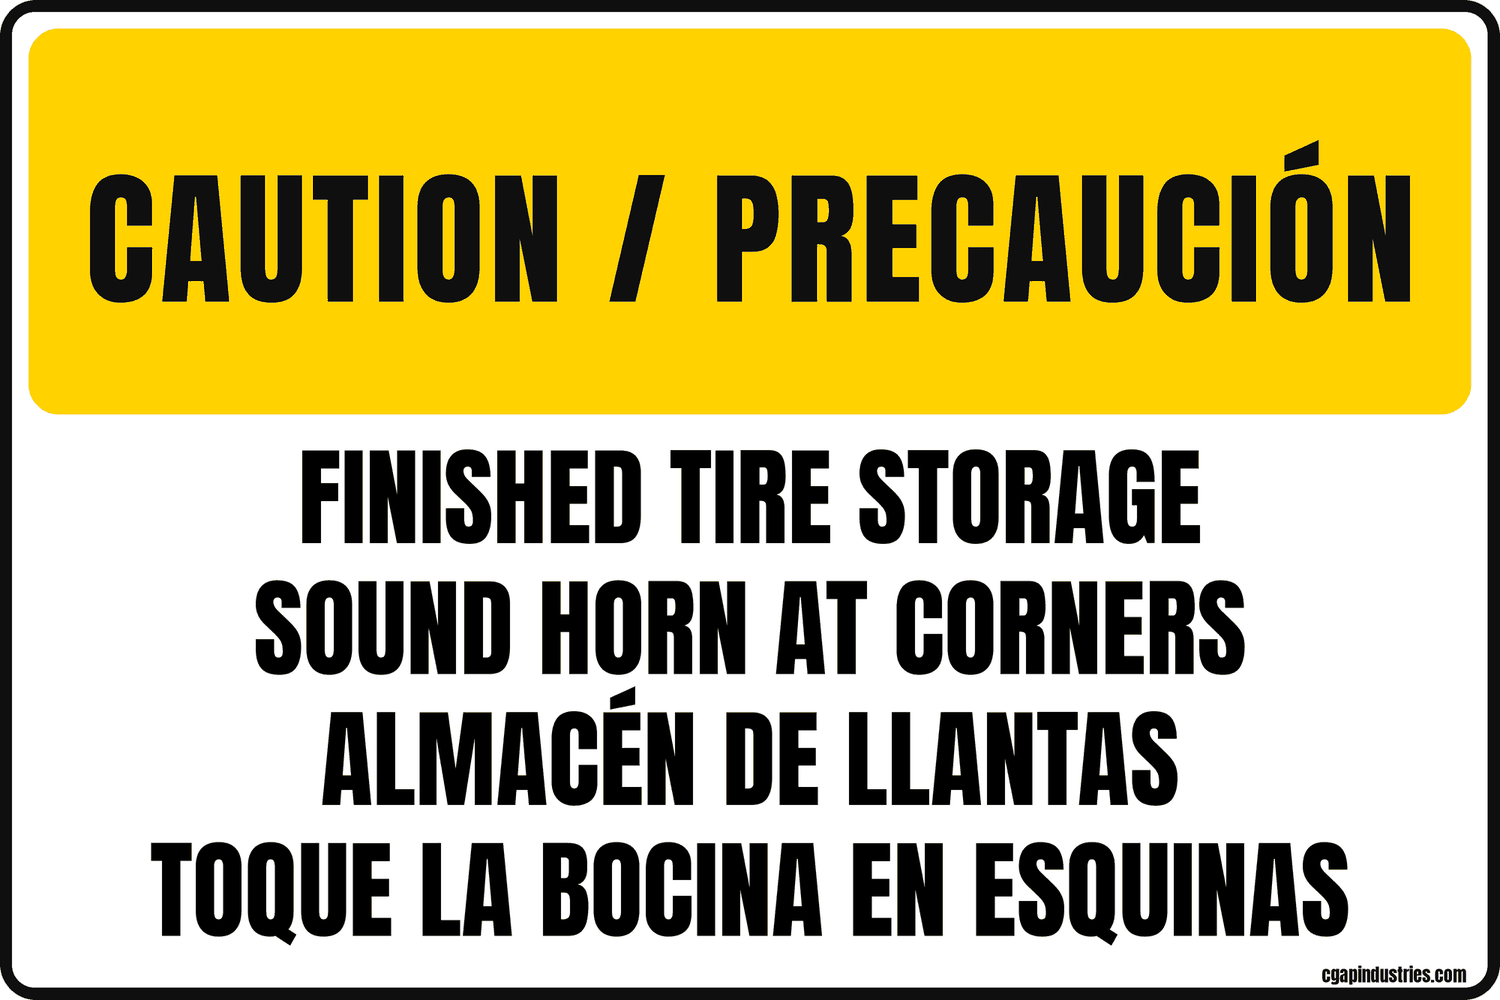 CAUTION / PRECAUCIÓN
FINISHED TIRE STORAGE
SOUND HORN AT CORNERS
ALMACÉN DE LLANTAS
TOQUE LA BOCINA EN ESQUINAS
cgapindustries.com